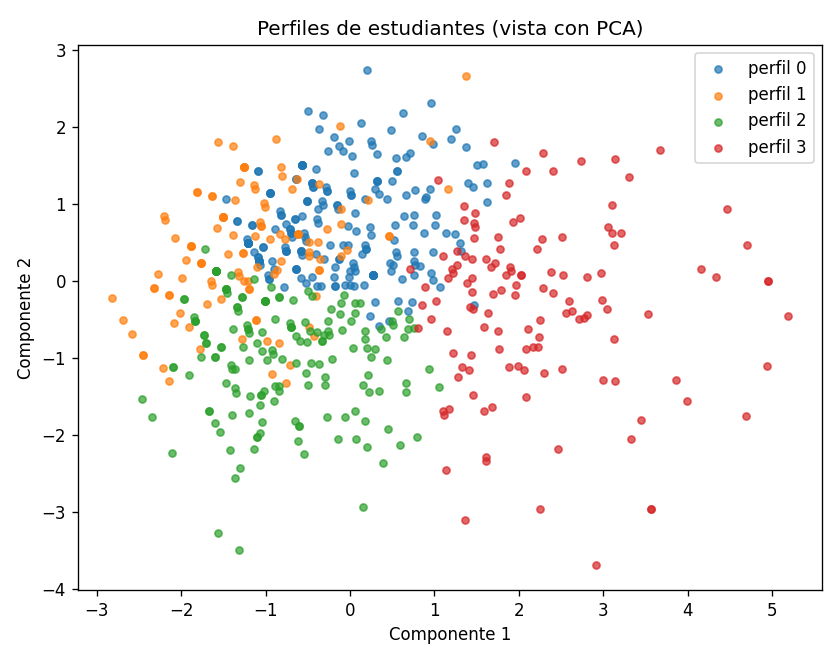 Perfiles de estudiantes (vista con PCA)
perfil 0
perfil 1
perfil 2
perfil 3
Componente 2
3
2
1
0
−1
−2
−3
−4
−3
−2
−1
0
1
2
3
4
5
Componente 1